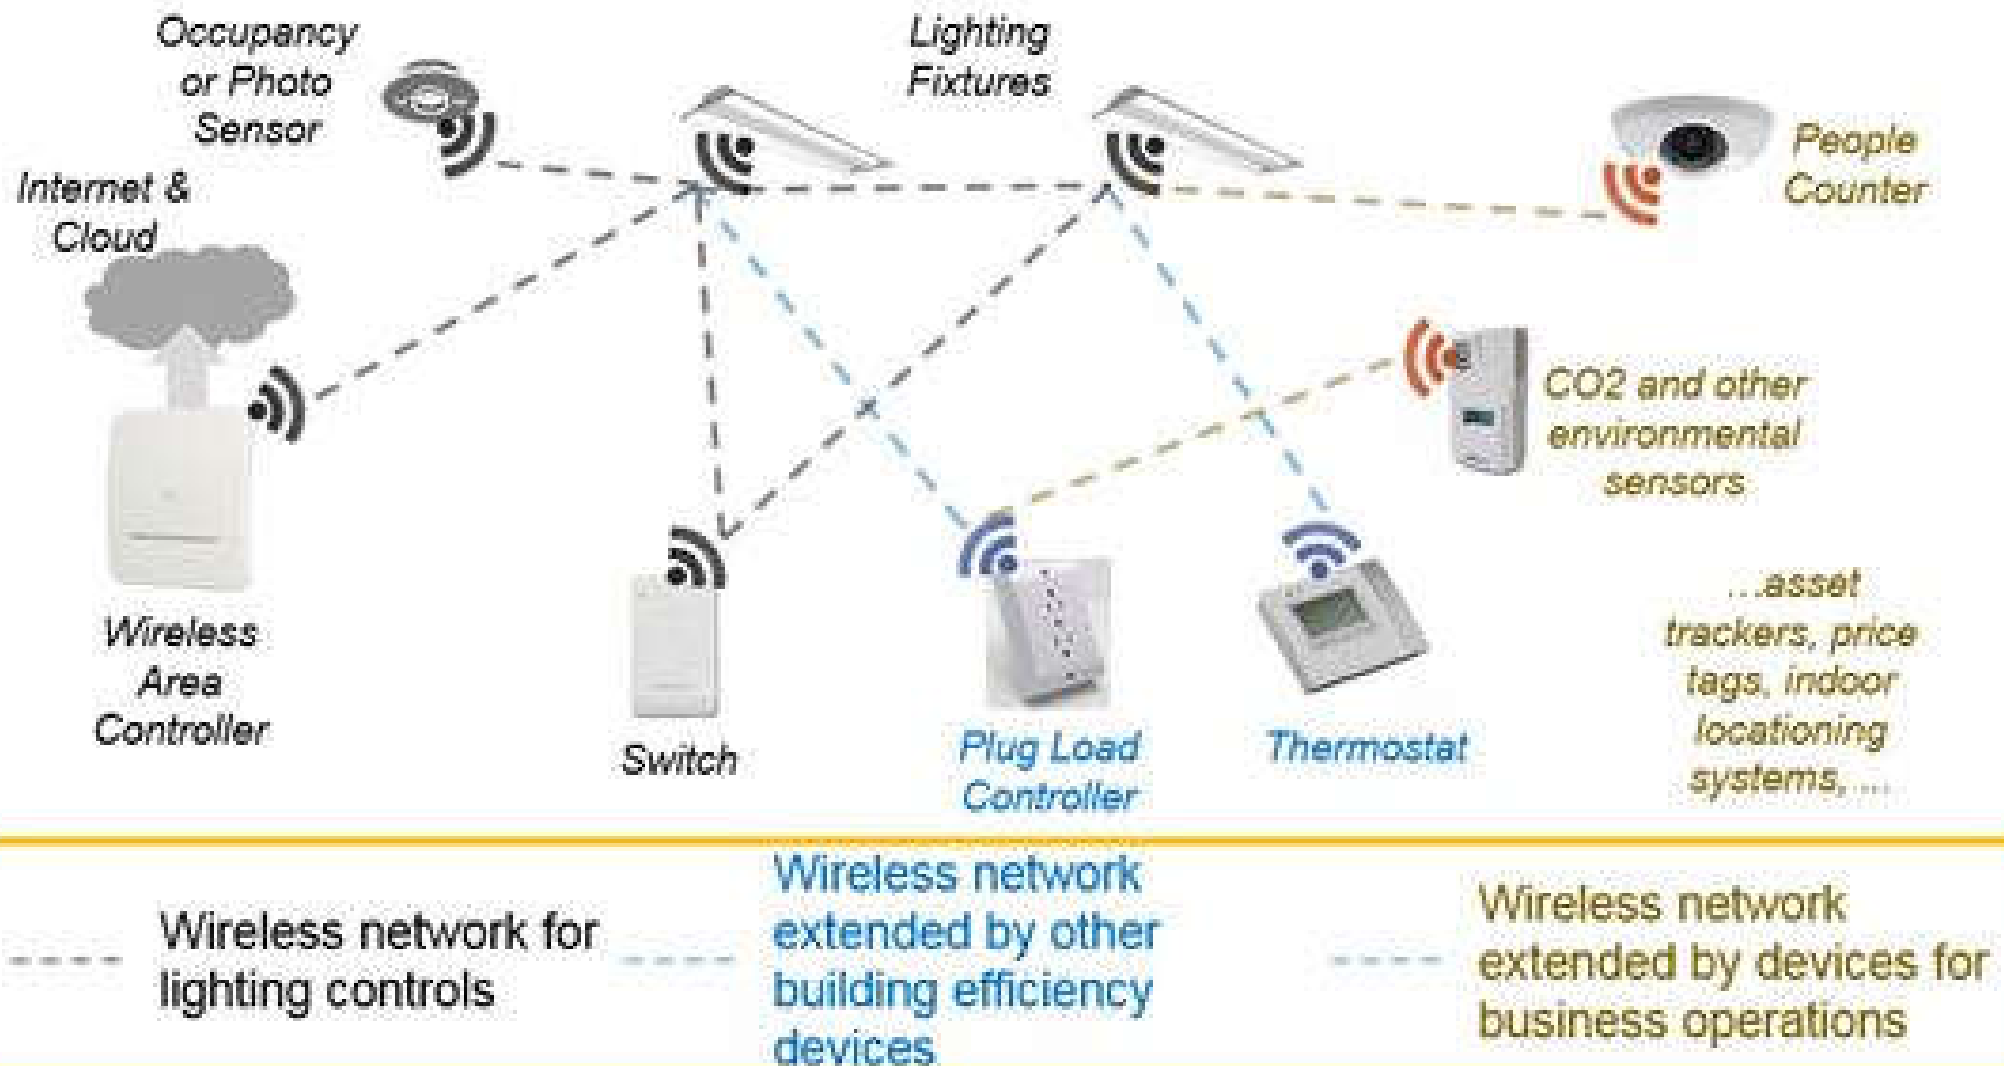 Occupancy
or Photo
Sensor
Lighting
Fixtures
People
Counter
Internet &
Cloud
CO2 and other
environmental
sensors
Wireless
Area
Controller
Switch
Plug Load
Controller
Thermostat
...asset
trackers, price
tags, indoor
locationing
systems, ...
Wireless network for
lighting controls
Wireless network
extended by other
building efficiency
devices
Wireless network
extended by devices for
business operations